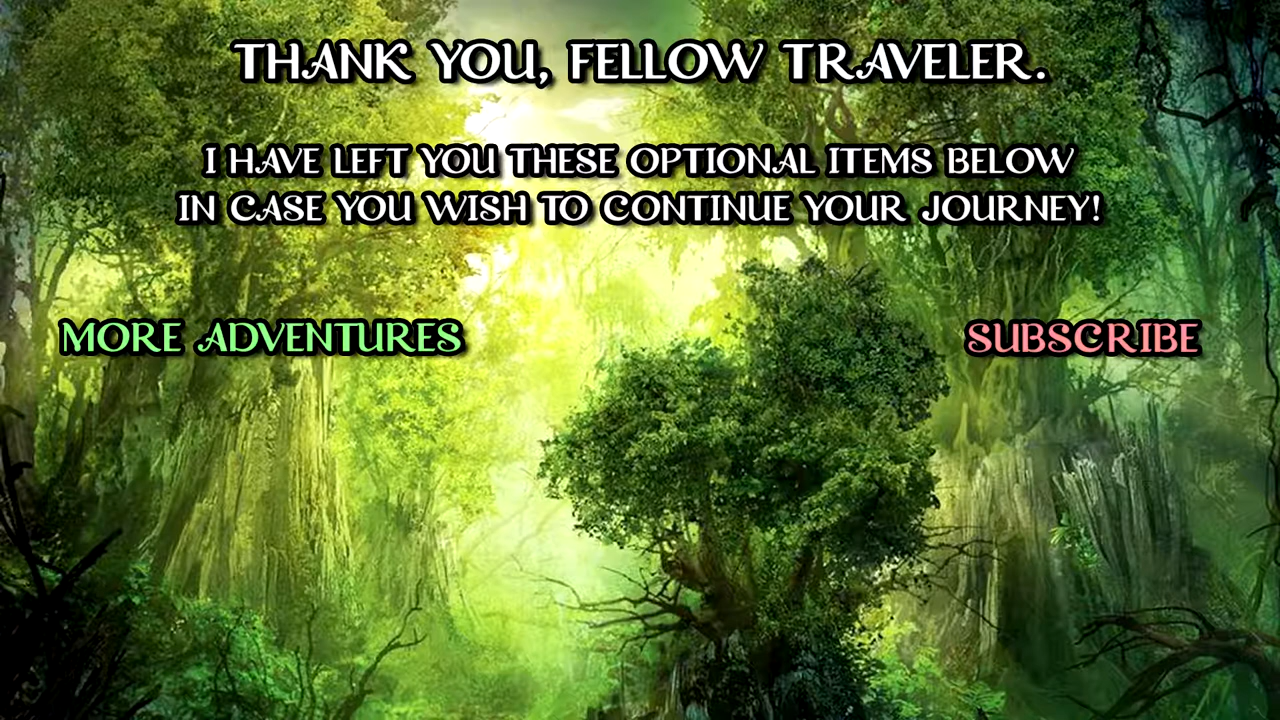 THANK YOU, FELLOW TRAVELER.
I HAVE LEFT YOU THESE OPTIONAL ITEMS BELOW
IN CASE YOU WISH TO CONTINUE YOUR JOURNEY!
MORE ADVENTURES
SUBSCRIBE